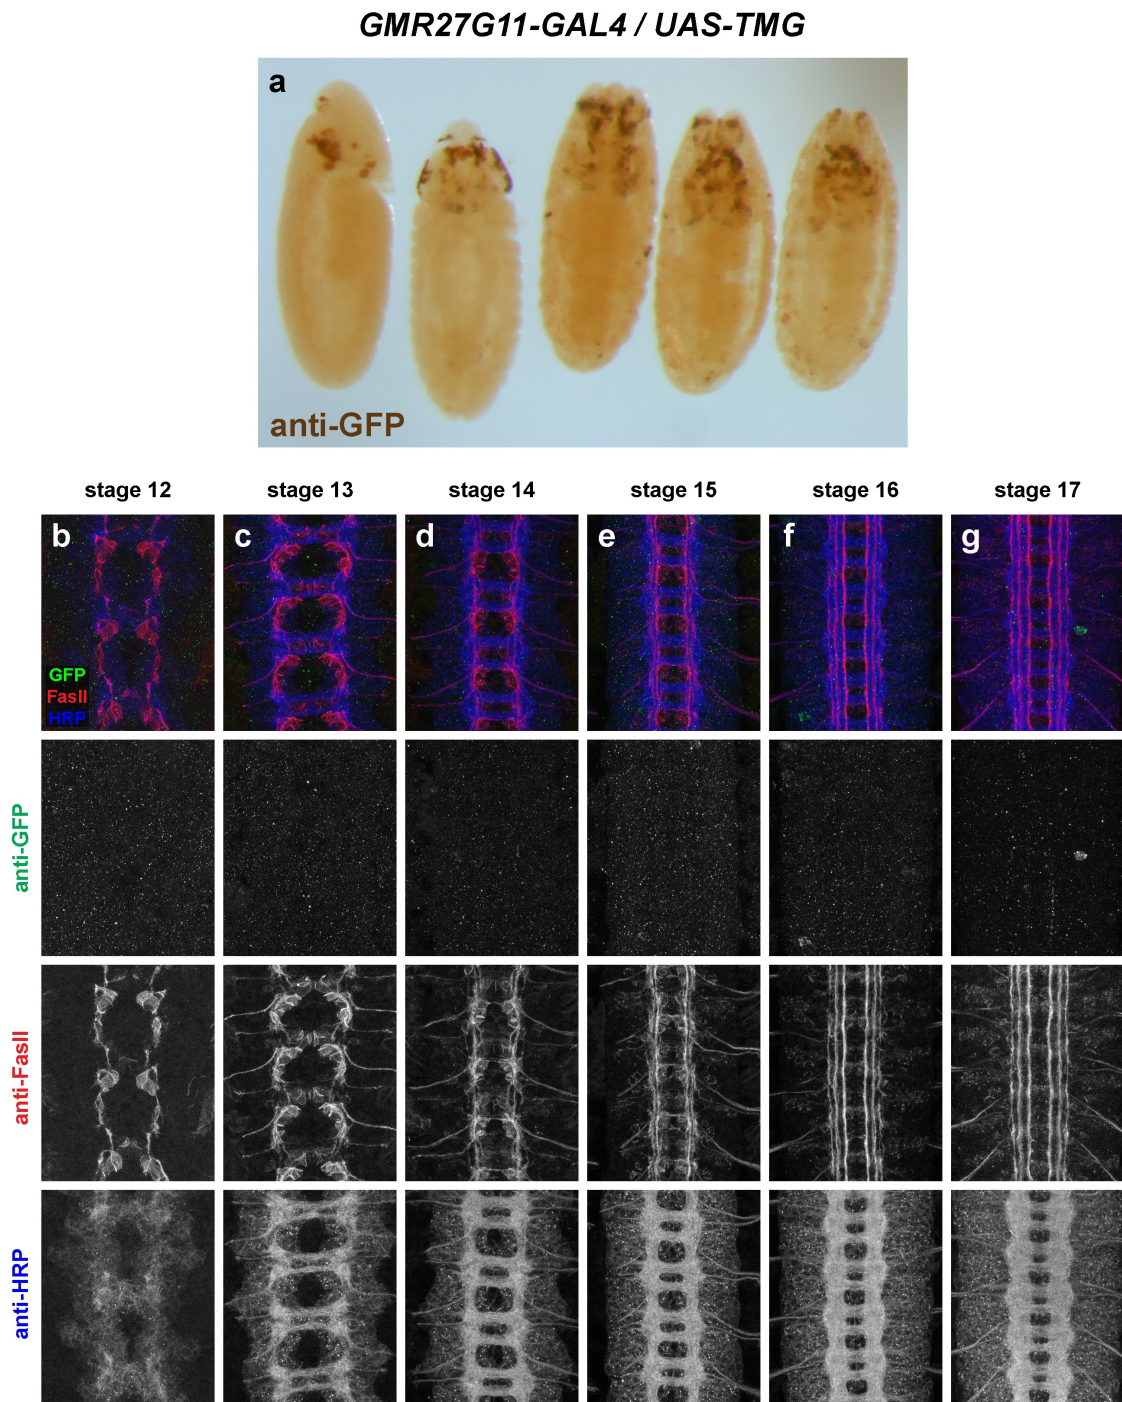 GMR27G11-GAL4 / UAS-TMG
a
anti-GFP
stage 12
stage 13
stage 14
stage 15
stage 16
stage 17
b
c
d
e
f
g
GFP
FasII
HRP
anti-GFP
anti-FasII
anti-HRP